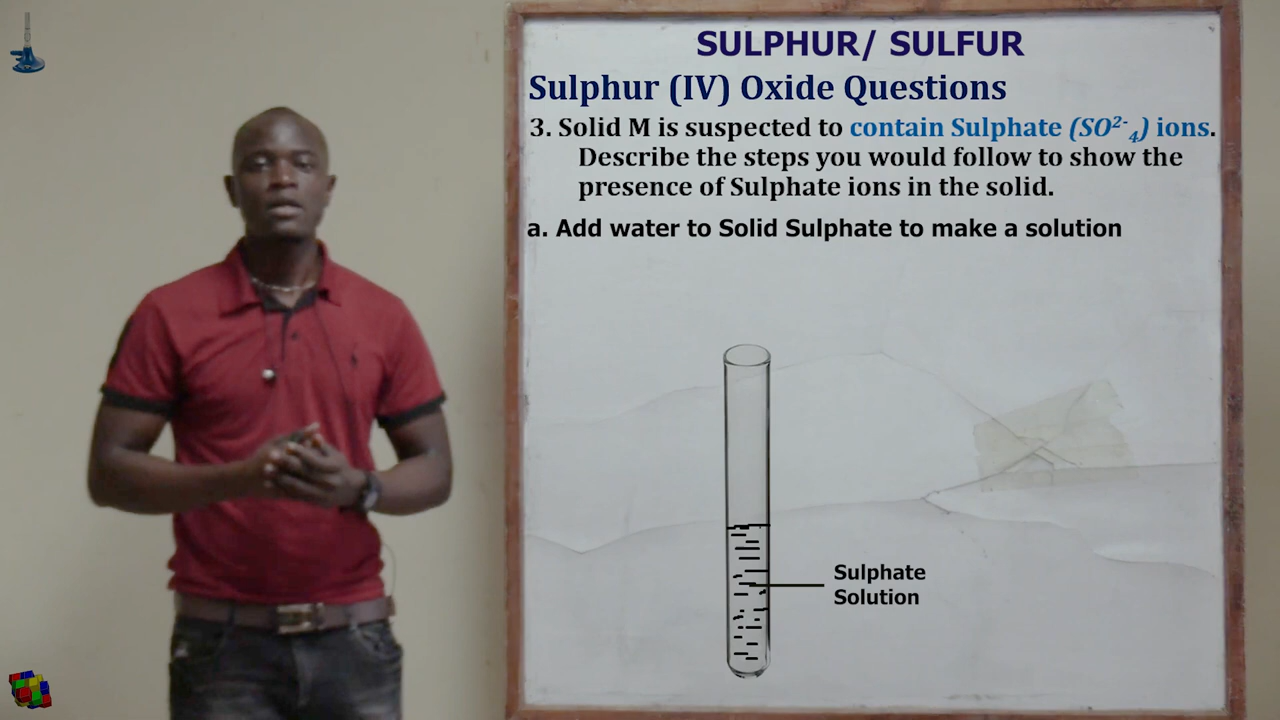 SULPHUR/ SULFUR
Sulphur (IV) Oxide Questions
3. Solid M is suspected to contain Sulphate (SO²⁻₄) ions.
Describe the steps you would follow to show the
presence of Sulphate ions in the solid.
a. Add water to Solid Sulphate to make a solution
Sulphate
Solution